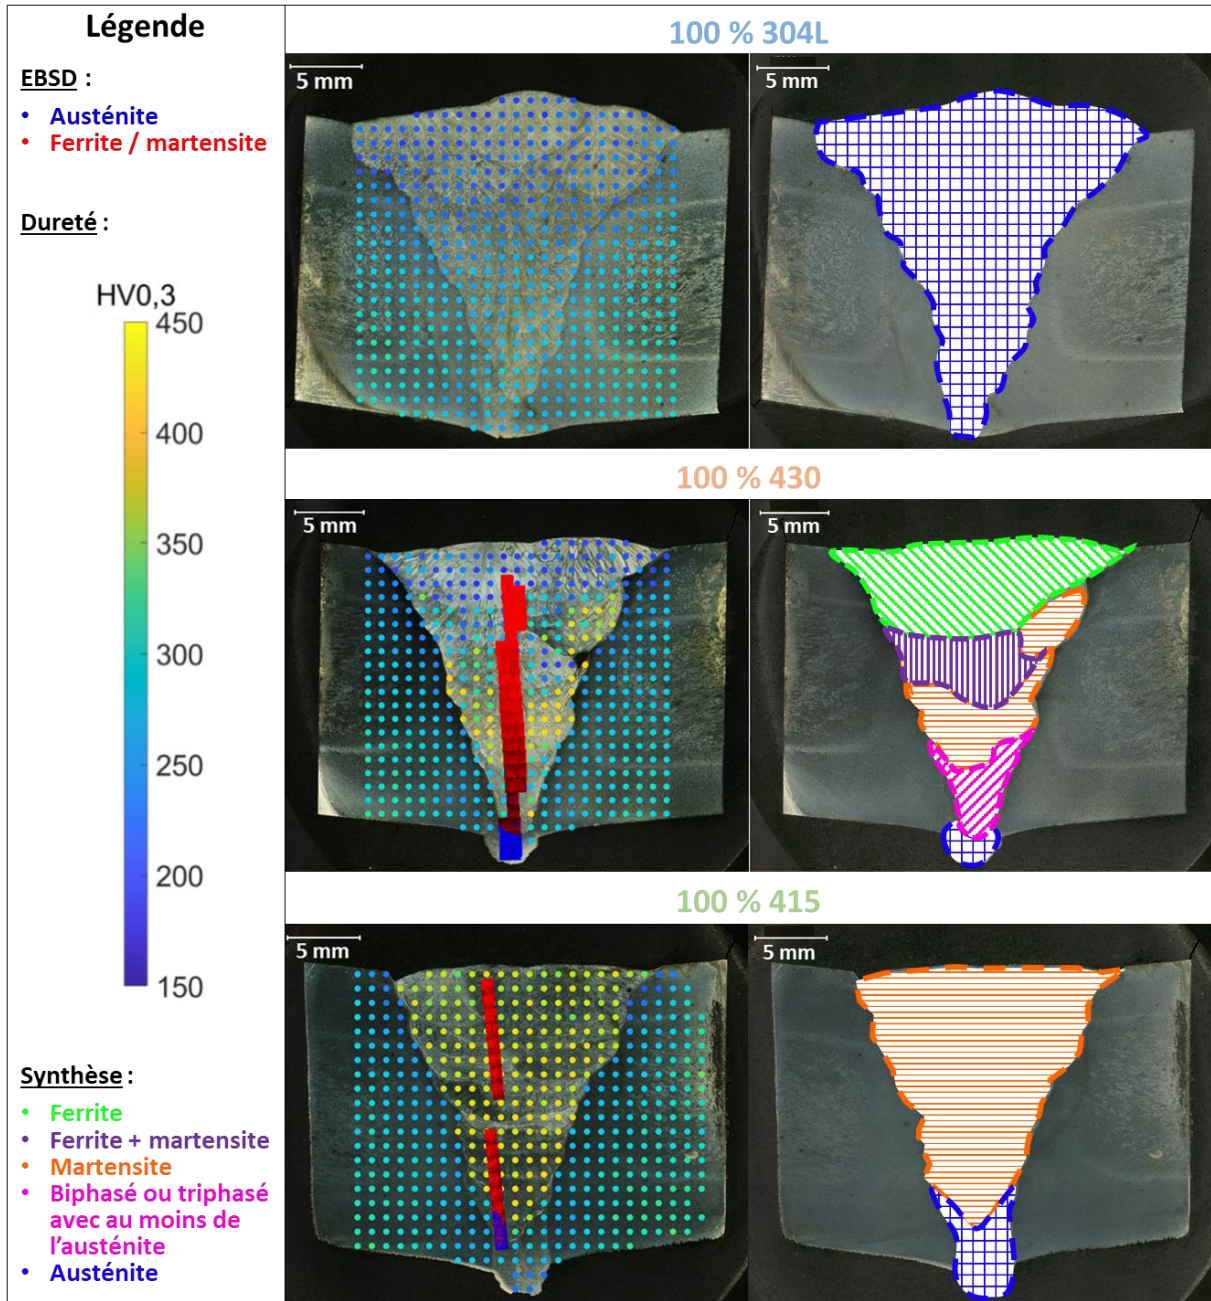 Légende
EBSD :
• Austénite
• Ferrite / martensite
Dureté :
HV0,3
450
400
350
300
250
200
150
Synthèse :
• Ferrite
• Ferrite + martensite
• Martensite
• Biphasé ou triphasé
avec au moins de
l’austénite
• Austénite
100 % 304L
5 mm
5 mm
100 % 430
5 mm
5 mm
100 % 415
5 mm
5 mm